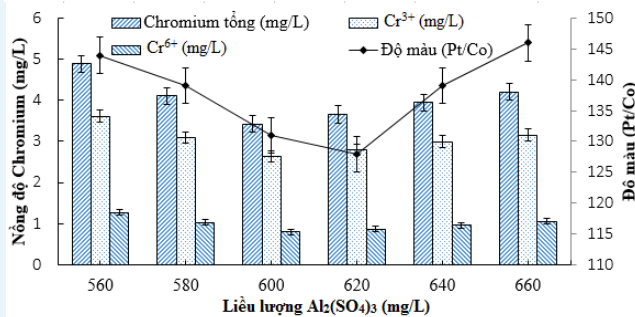 Chromium tổng (mg/L)
Cr³⁺ (mg/L)
Cr⁶⁺ (mg/L)
Độ màu (Pt/Co)
Nồng độ Chromium (mg/L)
6
5
4
3
2
1
0
150
145
140
135
130
125
120
115
110
Độ màu (Pt/Co)
560 580 600 620 640 660
Liều lượng Al₂(SO₄)₃ (mg/L)